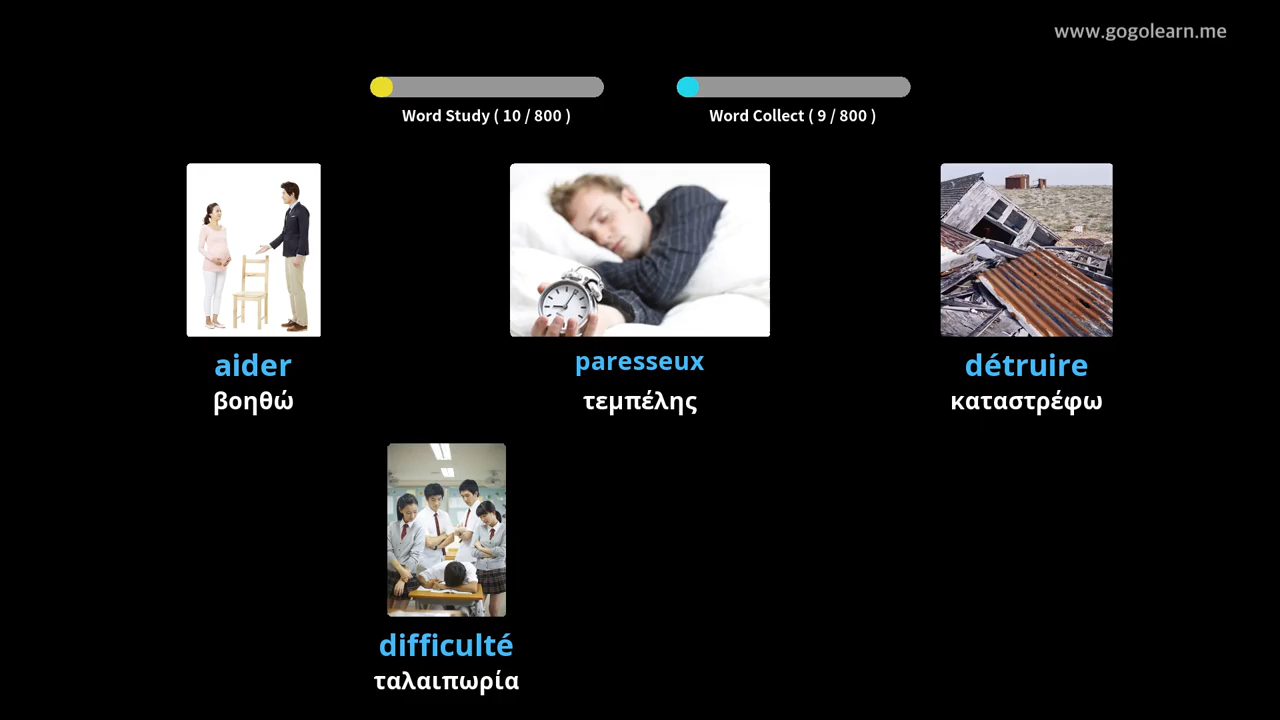 www.gogolearn.me
Word Study ( 10 / 800 )
Word Collect ( 9 / 800 )
aider
βοηθώ
paresseux
τεμπέλης
détruire
καταστρέφω
difficulté
ταλαιπωρία